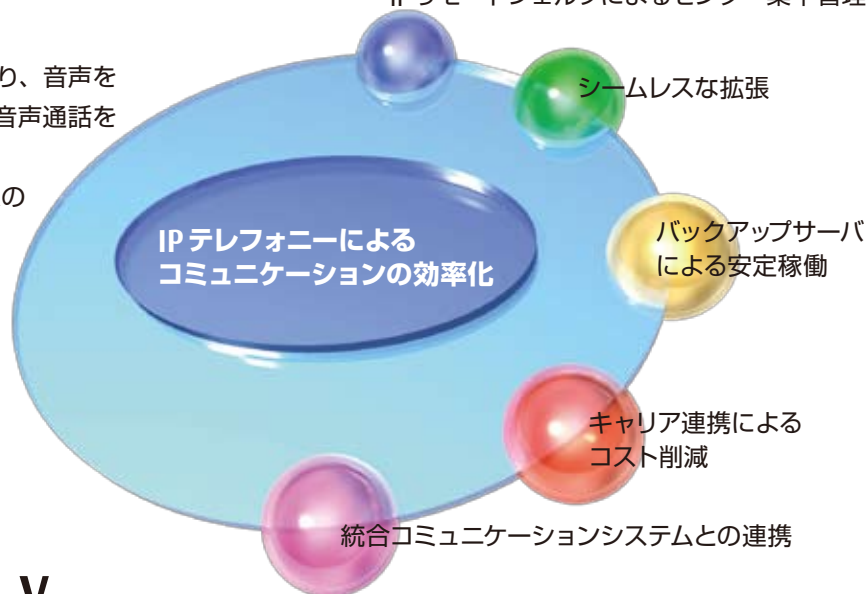 り、音声を
音声通話を
の
シームレスな拡張
IPテレフォニーによる
コミュニケーションの効率化
バックアップサーバ
による安定稼働
キャリア連携による
コスト削減
統合コミュニケーションシステムとの連携